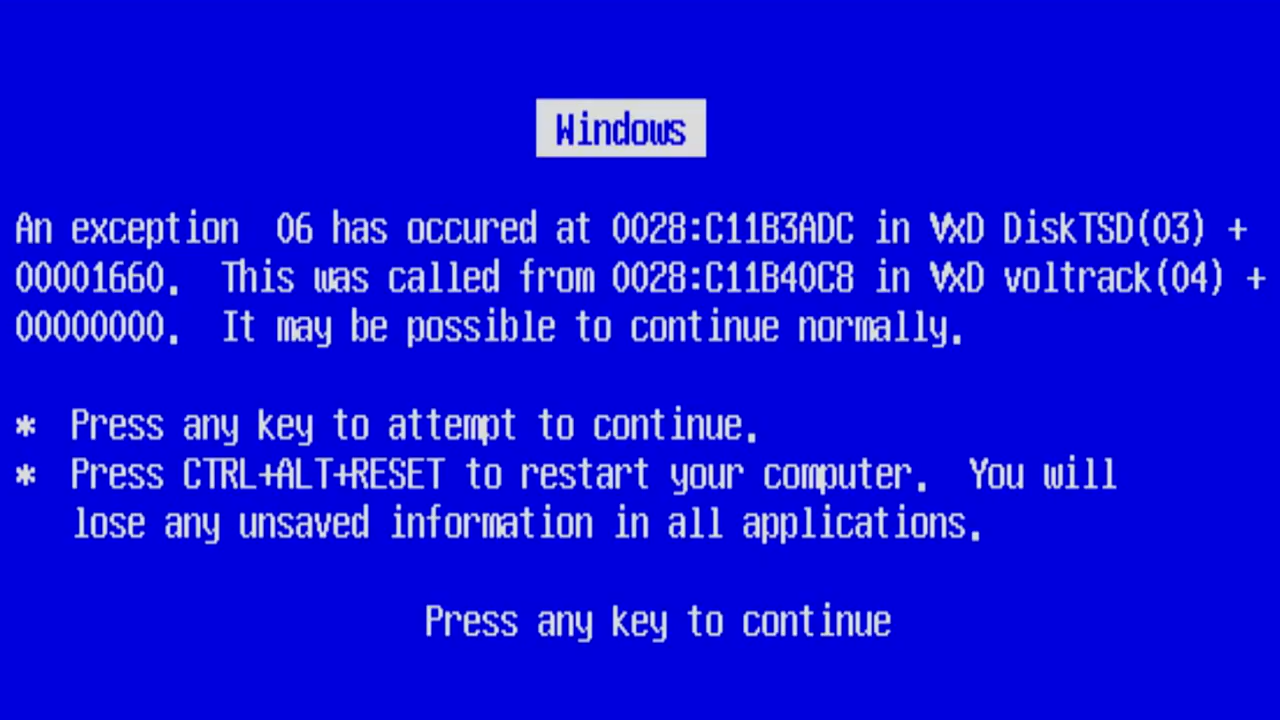 Windows
An exception  06 has occured at 0028:C11B3ADC in VxD DiskTSD(03) +
00001660.  This was called from 0028:C11B40C8 in VxD voltrack(04) +
00000000.  It may be possible to continue normally.
*  Press any key to attempt to continue.
*  Press CTRL+ALT+RESET to restart your computer.  You will
lose any unsaved information in all applications.
Press any key to continue